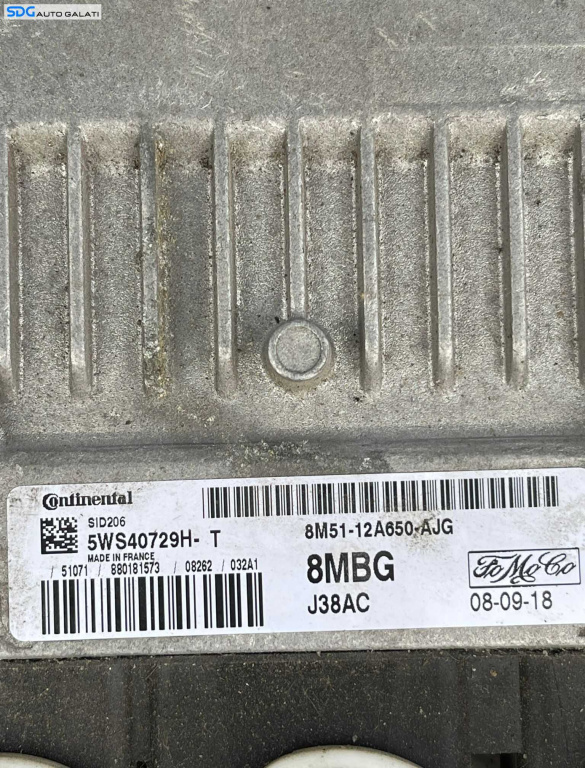 SDG AUTO GALATI
Continental
SID206
5WS40729H- T
MADE IN FRANCE
/ 51071 / 880181573 / 08262 / 032A1
8M51-12A650-AJG
8MBG
FoMoCo
J38AC
08-09-18